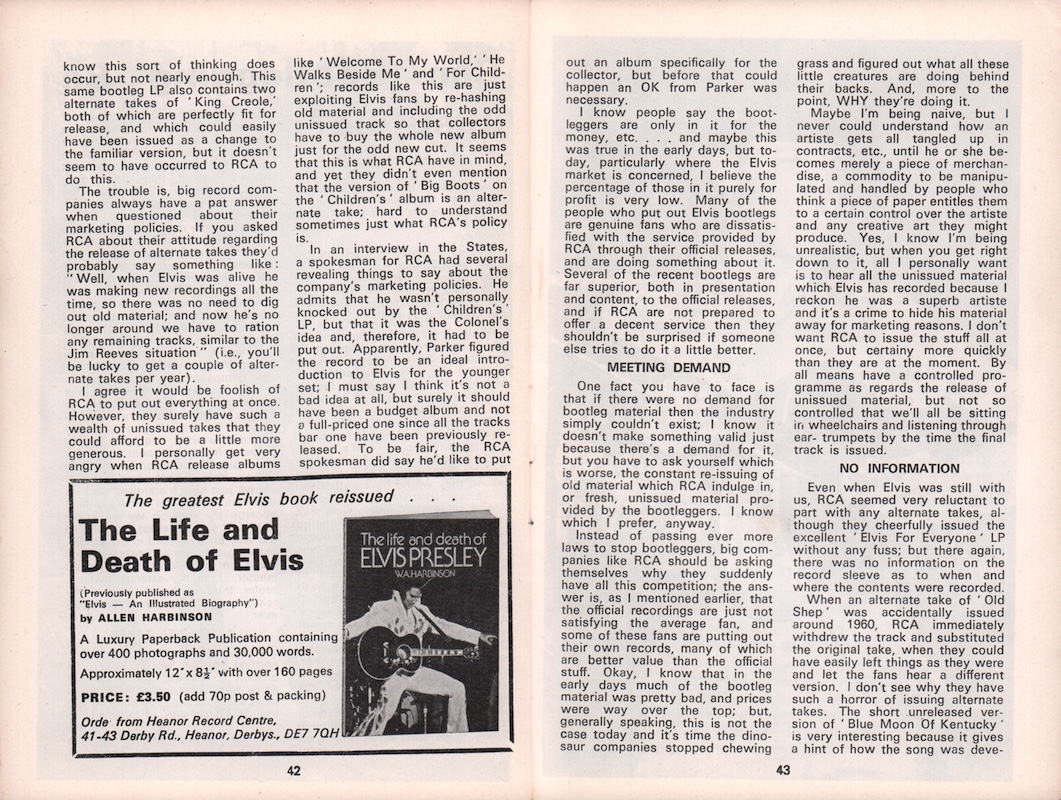 know this sort of thinking does
occur, but not nearly enough. This
same bootleg LP also contains two
alternate takes of ' King Creole,'
both of which are perfectly fit for
release, and which could easily
have been issued as a change to
the familiar version, but it doesn't
seem to have occurred to RCA to
do this.
The trouble is, big record com-
panies always have a pat answer
when questioned about their
marketing policies. If you asked
RCA about their attitude regarding
the release of alternate takes they'd
probably say something like :
" Well, when Elvis was alive he
was making new recordings all the
time, so there was no need to dig
out old material; and now he's no
longer around we have to ration
any remaining tracks, similar to the
Jim Reeves situation " (i.e., you'll
be lucky to get a couple of alter-
nate takes per year).
I agree it would be foolish of
RCA to put out everything at once.
However, they surely have such a
wealth of unissued takes that they
could afford to be a little more
generous. I personally get very
angry when RCA release albums
like ' Welcome To My World,' ' He
Walks Beside Me ' and ' For Child-
ren '; records like this are just
exploiting Elvis fans by re-hashing
old material and including the odd
unissued track so that collectors
have to buy the whole new album
just for the odd new cut. It seems
that this is what RCA have in mind,
and yet they didn't even mention
that the version of ' Big Boots ' on
the ' Children's ' album is an alter-
nate take; hard to understand
sometimes just what RCA's policy
is.
In an interview in the States,
a spokesman for RCA had several
revealing things to say about the
company's marketing policies. He
admits that he wasn't personally
knocked out by the ' Children's '
LP, but that it was the Colonel's
idea and, therefore, it had to be
put out. Apparently, Parker figured
the record to be an ideal intro-
duction to Elvis for the younger
set; I must say I think it's not a
bad idea at all, but surely it should
have been a budget album and not
a full-priced one since all the tracks
bar one have been previously re-
leased. To be fair, the RCA
spokesman did say he'd like to put
The greatest Elvis book reissued . . .
The Life and
Death of Elvis
(Previously published as
"Elvis — An Illustrated Biography")
by ALLEN HARBINSON
A Luxury Paperback Publication containing
over 400 photographs and 30,000 words.
Approximately 12" x 8½" with over 160 pages
PRICE: £3.50 (add 70p post & packing)
Orde from Heanor Record Centre,
41-43 Derby Rd., Heanor, Derbys., DE7 7QH
The life and death of
ELVIS PRESLEY
W.A. HARBINSON
42
out an album specifically for the
collector, but before that could
happen an OK from Parker was
necessary.
I know people say the boot-
leggers are only in it for the
money, etc. . . . and maybe this
was true in the early days, but to-
day, particularly where the Elvis
market is concerned, I believe the
percentage of those in it purely for
profit is very low. Many of the
people who put out Elvis bootlegs
are genuine fans who are dissatis-
fied with the service provided by
RCA through their official releases,
and are doing something about it.
Several of the recent bootlegs are
far superior, both in presentation
and content, to the official releases,
and if RCA are not prepared to
offer a decent service then they
shouldn't be surprised if someone
else tries to do it a little better.
MEETING DEMAND
One fact you have to face is
that if there were no demand for
bootleg material then the industry
simply couldn't exist; I know it
doesn't make something valid just
because there's a demand for it,
but you have to ask yourself which
is worse, the constant re-issuing of
old material which RCA indulge in,
or fresh, unissued material pro-
vided by the bootleggers. I know
which I prefer, anyway.
Instead of passing ever more
laws to stop bootleggers, big com-
panies like RCA should be asking
themselves why they suddenly
have all this competition; the ans-
wer is, as I mentioned earlier, that
the official recordings are just not
satisfying the average fan, and
some of these fans are putting out
their own records, many of which
are better value than the official
stuff. Okay, I know that in the
early days much of the bootleg
material was pretty bad, and prices
were way over the top; but,
generally speaking, this is not the
case today and it's time the dino-
saur companies stopped chewing
grass and figured out what all these
little creatures are doing behind
their backs. And, more to the
point, WHY they're doing it.
Maybe I'm being naive, but I
never could understand how an
artiste gets all tangled up in
contracts, etc., until he or she be-
comes merely a piece of merchan-
dise, a commodity to be manipu-
lated and handled by people who
think a piece of paper entitles them
to a certain control over the artiste
and any creative art they might
produce. Yes, I know I'm being
unrealistic, but when you get right
down to it, all I personally want
is to hear all the unissued material
which Elvis has recorded because I
reckon he was a superb artiste
and it's a crime to hide his material
away for marketing reasons. I don't
want RCA to issue the stuff all at
once, but certainy more quickly
than they are at the moment. By
all means have a controlled pro-
gramme as regards the release of
unissued material, but not so
controlled that we'll all be sitting
in wheelchairs and listening through
ear- trumpets by the time the final
track is issued.
NO INFORMATION
Even when Elvis was still with
us, RCA seemed very reluctant to
part with any alternate takes, al-
though they cheerfully issued the
excellent ' Elvis For Everyone ' LP
without any fuss; but there again,
there was no information on the
record sleeve as to when and
where the contents were recorded.
When an alternate take of ' Old
Shep ' was accidentally issued
around 1960, RCA immediately
withdrew the track and substituted
the original take, when they could
have easily left things as they were
and let the fans hear a different
version. I don't see why they have
such a horror of issuing alternate
takes. The short unreleased ver-
sion of ' Blue Moon Of Kentucky '
is very interesting because it gives
a hint of how the song was deve-
43